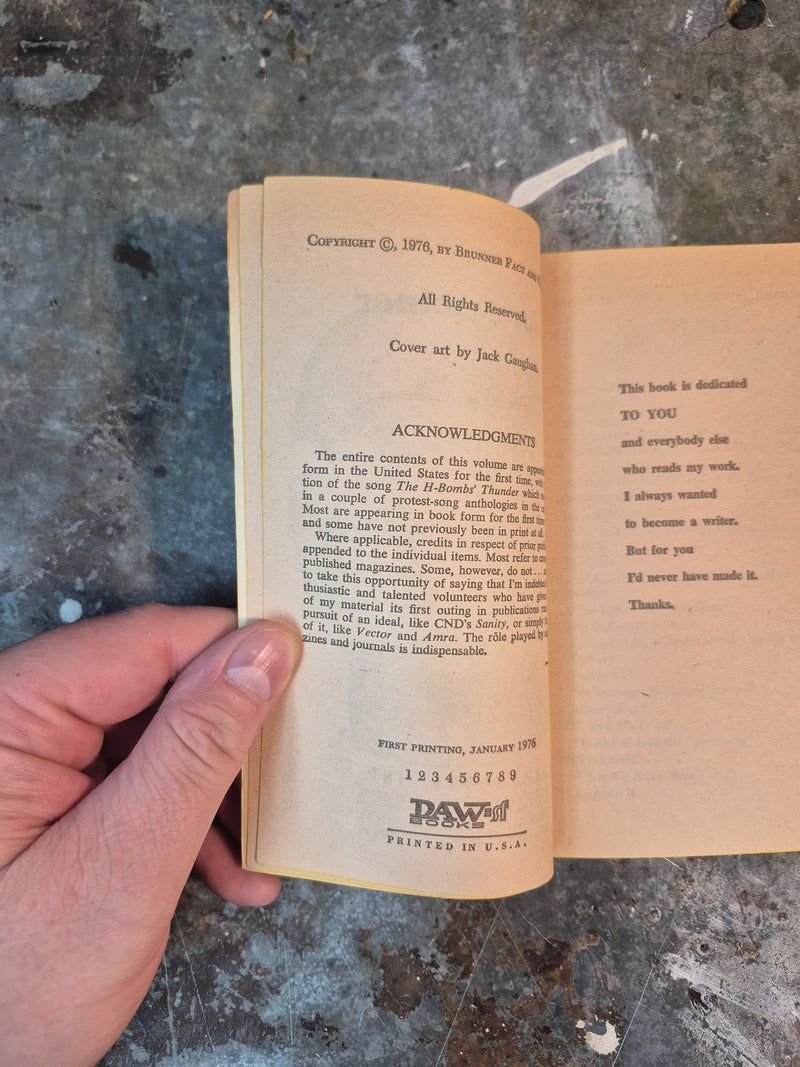 COPYRIGHT ©, 1976, BY BRUNNER FACT AND
All Rights Reserved.
Cover art by Jack Gaughan.
ACKNOWLEDGMENTS
The entire contents of this volume are
form in the United States for the first time,
tion of the song The H-Bombs' Thunder which
in a couple of protest-song anthologies in the
Most are appearing in book form for the first time
and some have not previously been in print at all.
Where applicable, credits in respect of prior
appended to the individual items. Most refer to
published magazines. Some, however, do not ...
to take this opportunity of saying that I'm
thusiastic and talented volunteers who have
of my material its first outing in publications
pursuit of an ideal, like CND's Sanity, or simply
of it, like Vector and Amra. The rôle played by
zines and journals is indispensable.
FIRST PRINTING, JANUARY 1976
1 2 3 4 5 6 7 8 9
DAW sf
BOOKS
PRINTED IN U.S.A.
This book is dedicated
TO YOU
and everybody else
who reads my work.
I always wanted
to become a writer.
But for you
I'd never have made it.
Thanks.